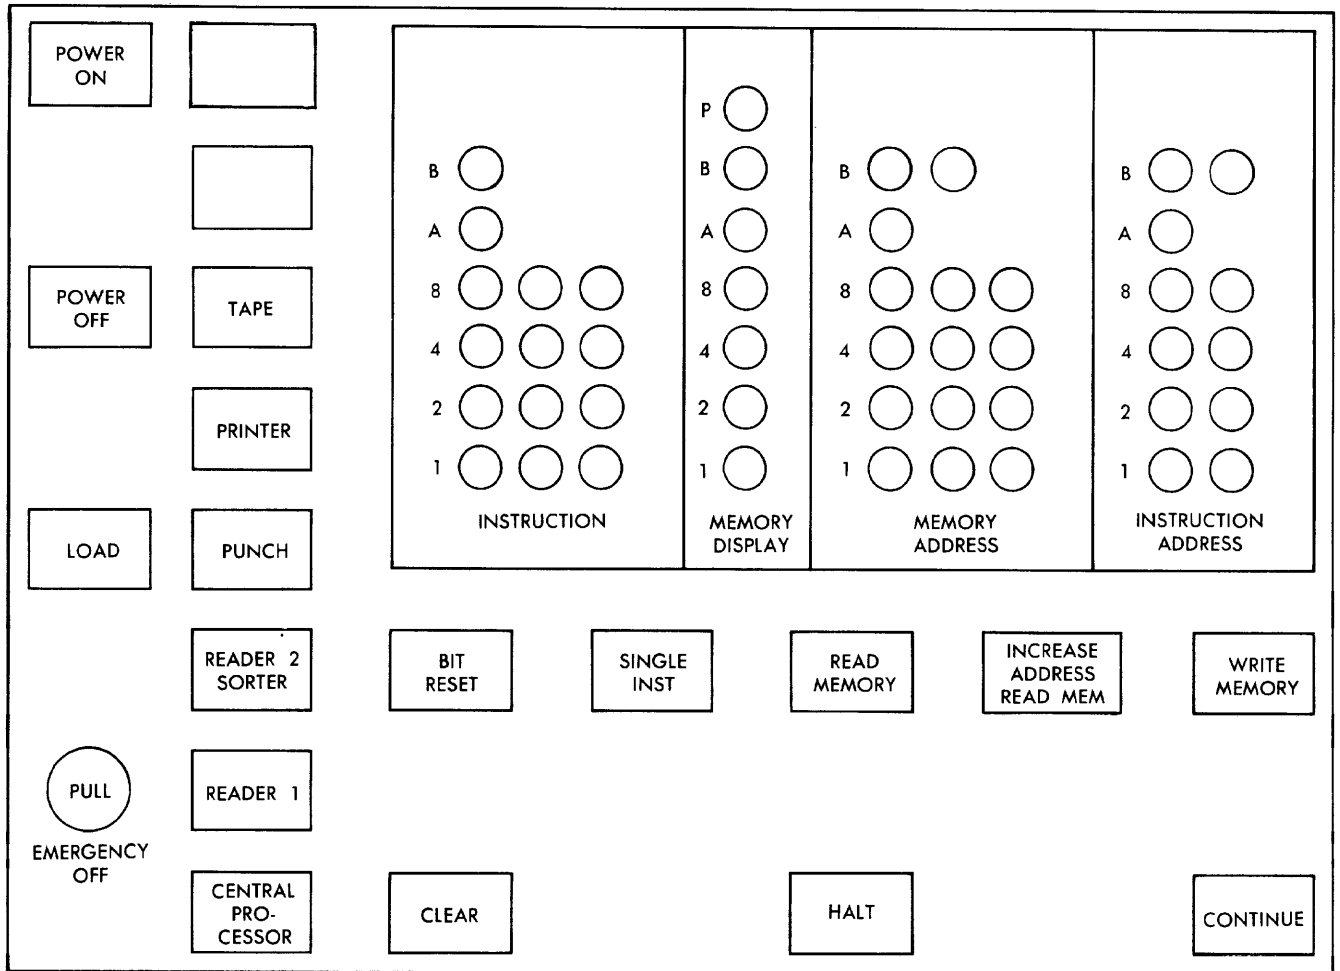 POWER
ON
POWER
OFF
LOAD
PULL
EMERGENCY
OFF
TAPE
PRINTER
PUNCH
READER 2
SORTER
READER 1
CENTRAL
PRO-
CESSOR
B
A
8
4
2
1
INSTRUCTION
P
B
A
8
4
2
1
MEMORY
DISPLAY
B
A
8
4
2
1
MEMORY
ADDRESS
B
A
8
4
2
1
INSTRUCTION
ADDRESS
BIT
RESET
SINGLE
INST
READ
MEMORY
INCREASE
ADDRESS
READ MEM
WRITE
MEMORY
CLEAR
HALT
CONTINUE